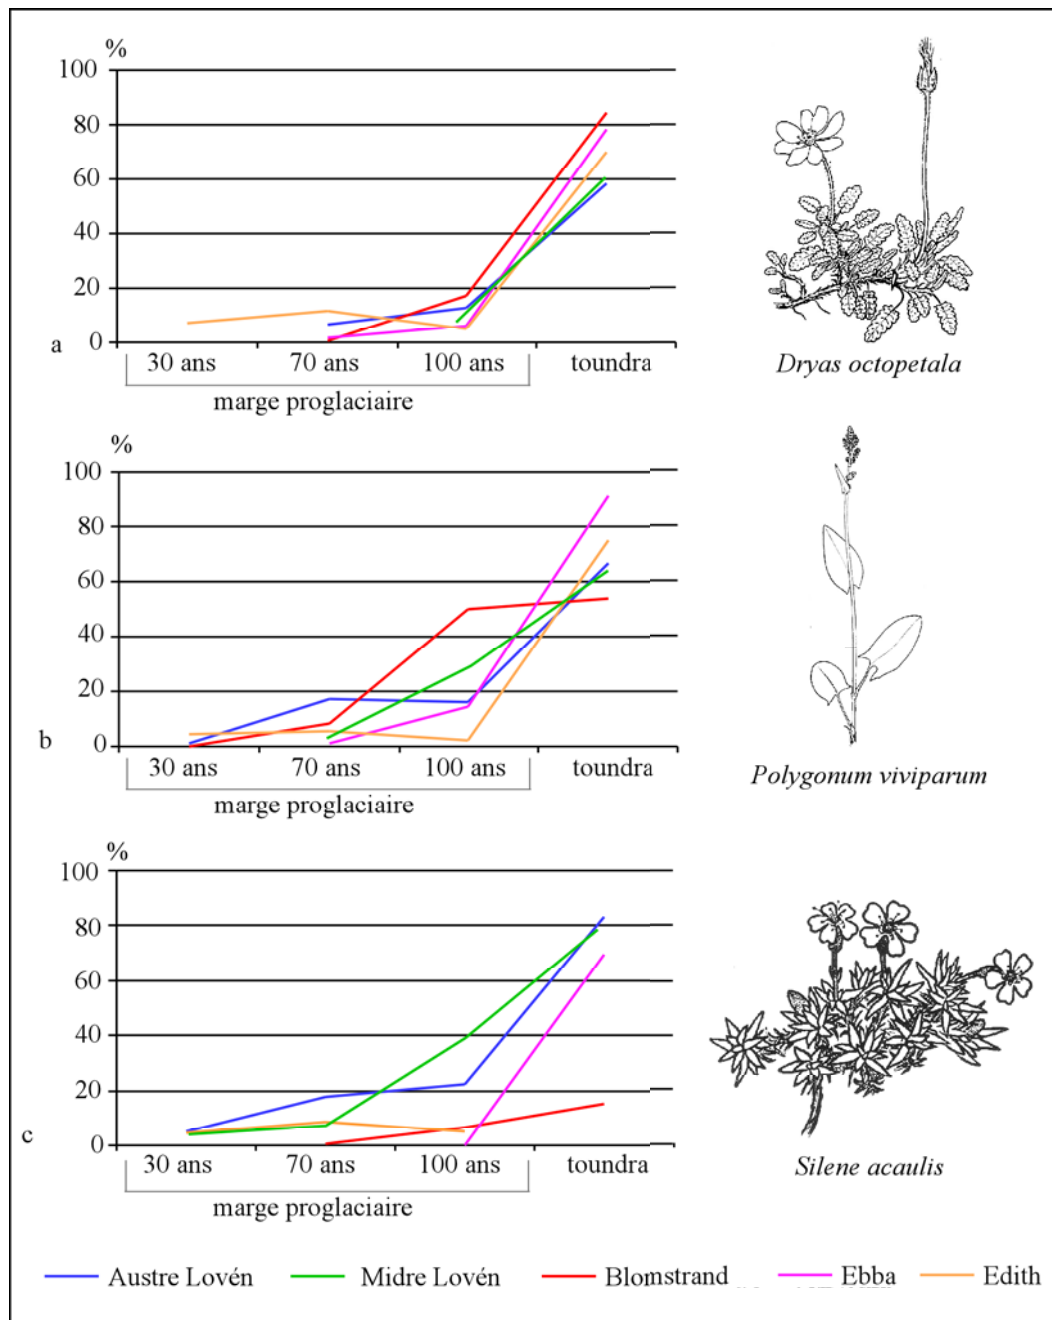 %
100
80
60
40
20
0
a
30 ans 70 ans 100 ans toundra
marge proglaciaire
Dryas octopetala
%
100
80
60
40
20
0
b
30 ans 70 ans 100 ans toundra
marge proglaciaire
Polygonum viviparum
%
100
80
60
40
20
0
c
30 ans 70 ans 100 ans toundra
marge proglaciaire
Silene acaulis
Austre Lovén Midre Lovén Blomstrand Ebba Edith